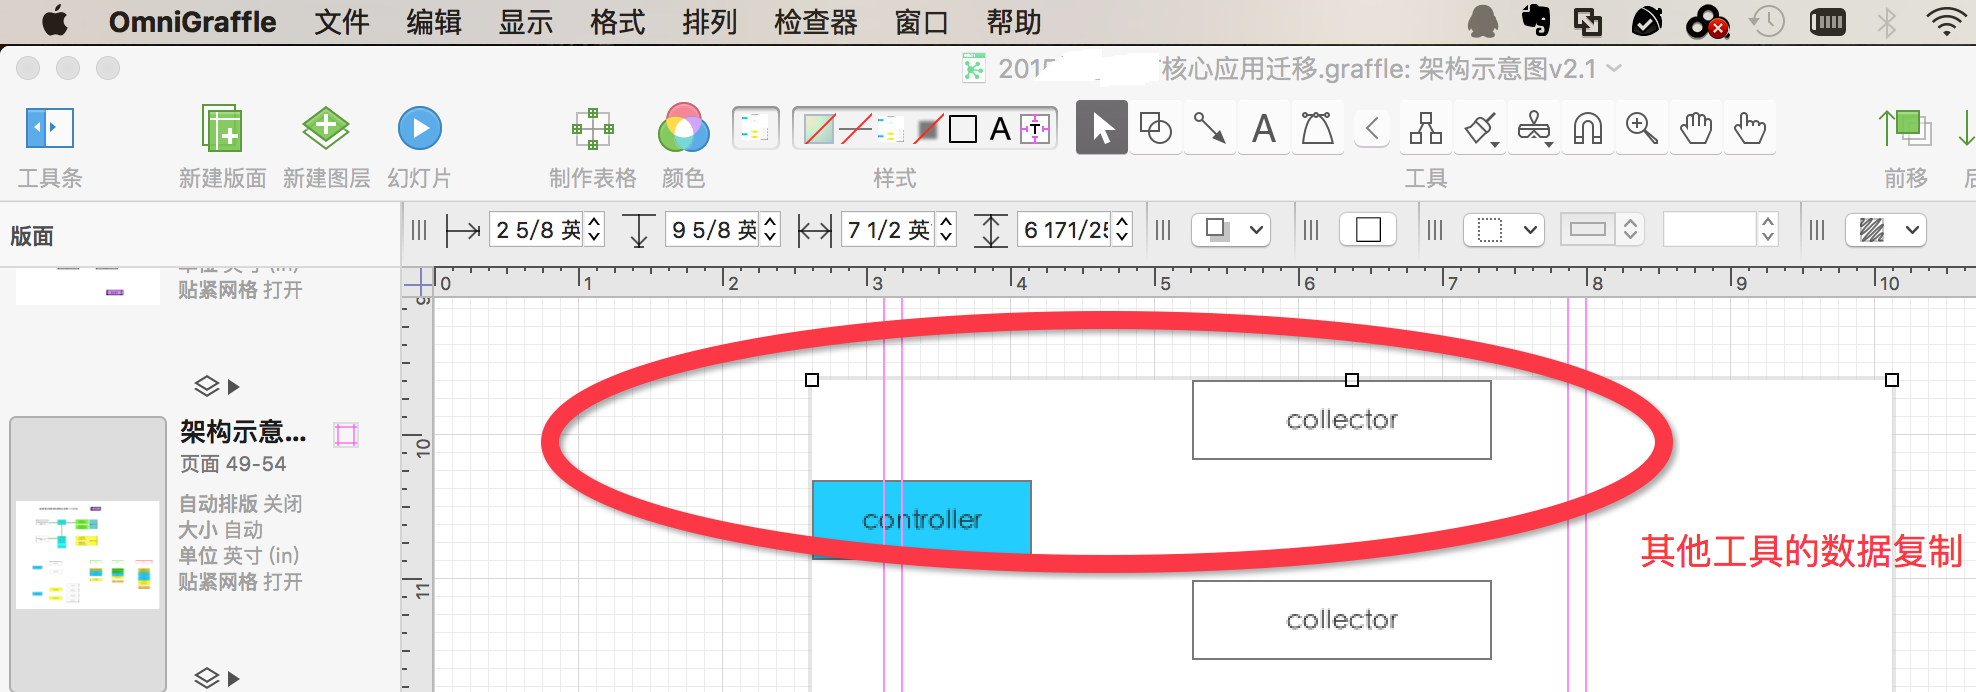 OmniGraffle 文件 编辑 显示 格式 排列 检查器 窗口 帮助
核心应用迁移.graffle: 架构示意图v2.1
A
T
A
工具条 新建版面 新建图层 幻灯片 制作表格 颜色 样式 工具 前移
版面
2 5/8 英
9 5/8 英
7 1/2 英
6 171/25
0 1 2 3 4 5 6 7 8 9 10
9
10
11
单位 英寸 (in)
贴紧网格 打开
架构示意...
页面 49-54
自动排版 关闭
大小 自动
单位 英寸 (in)
贴紧网格 打开
collector
controller
其他工具的数据复制
collector